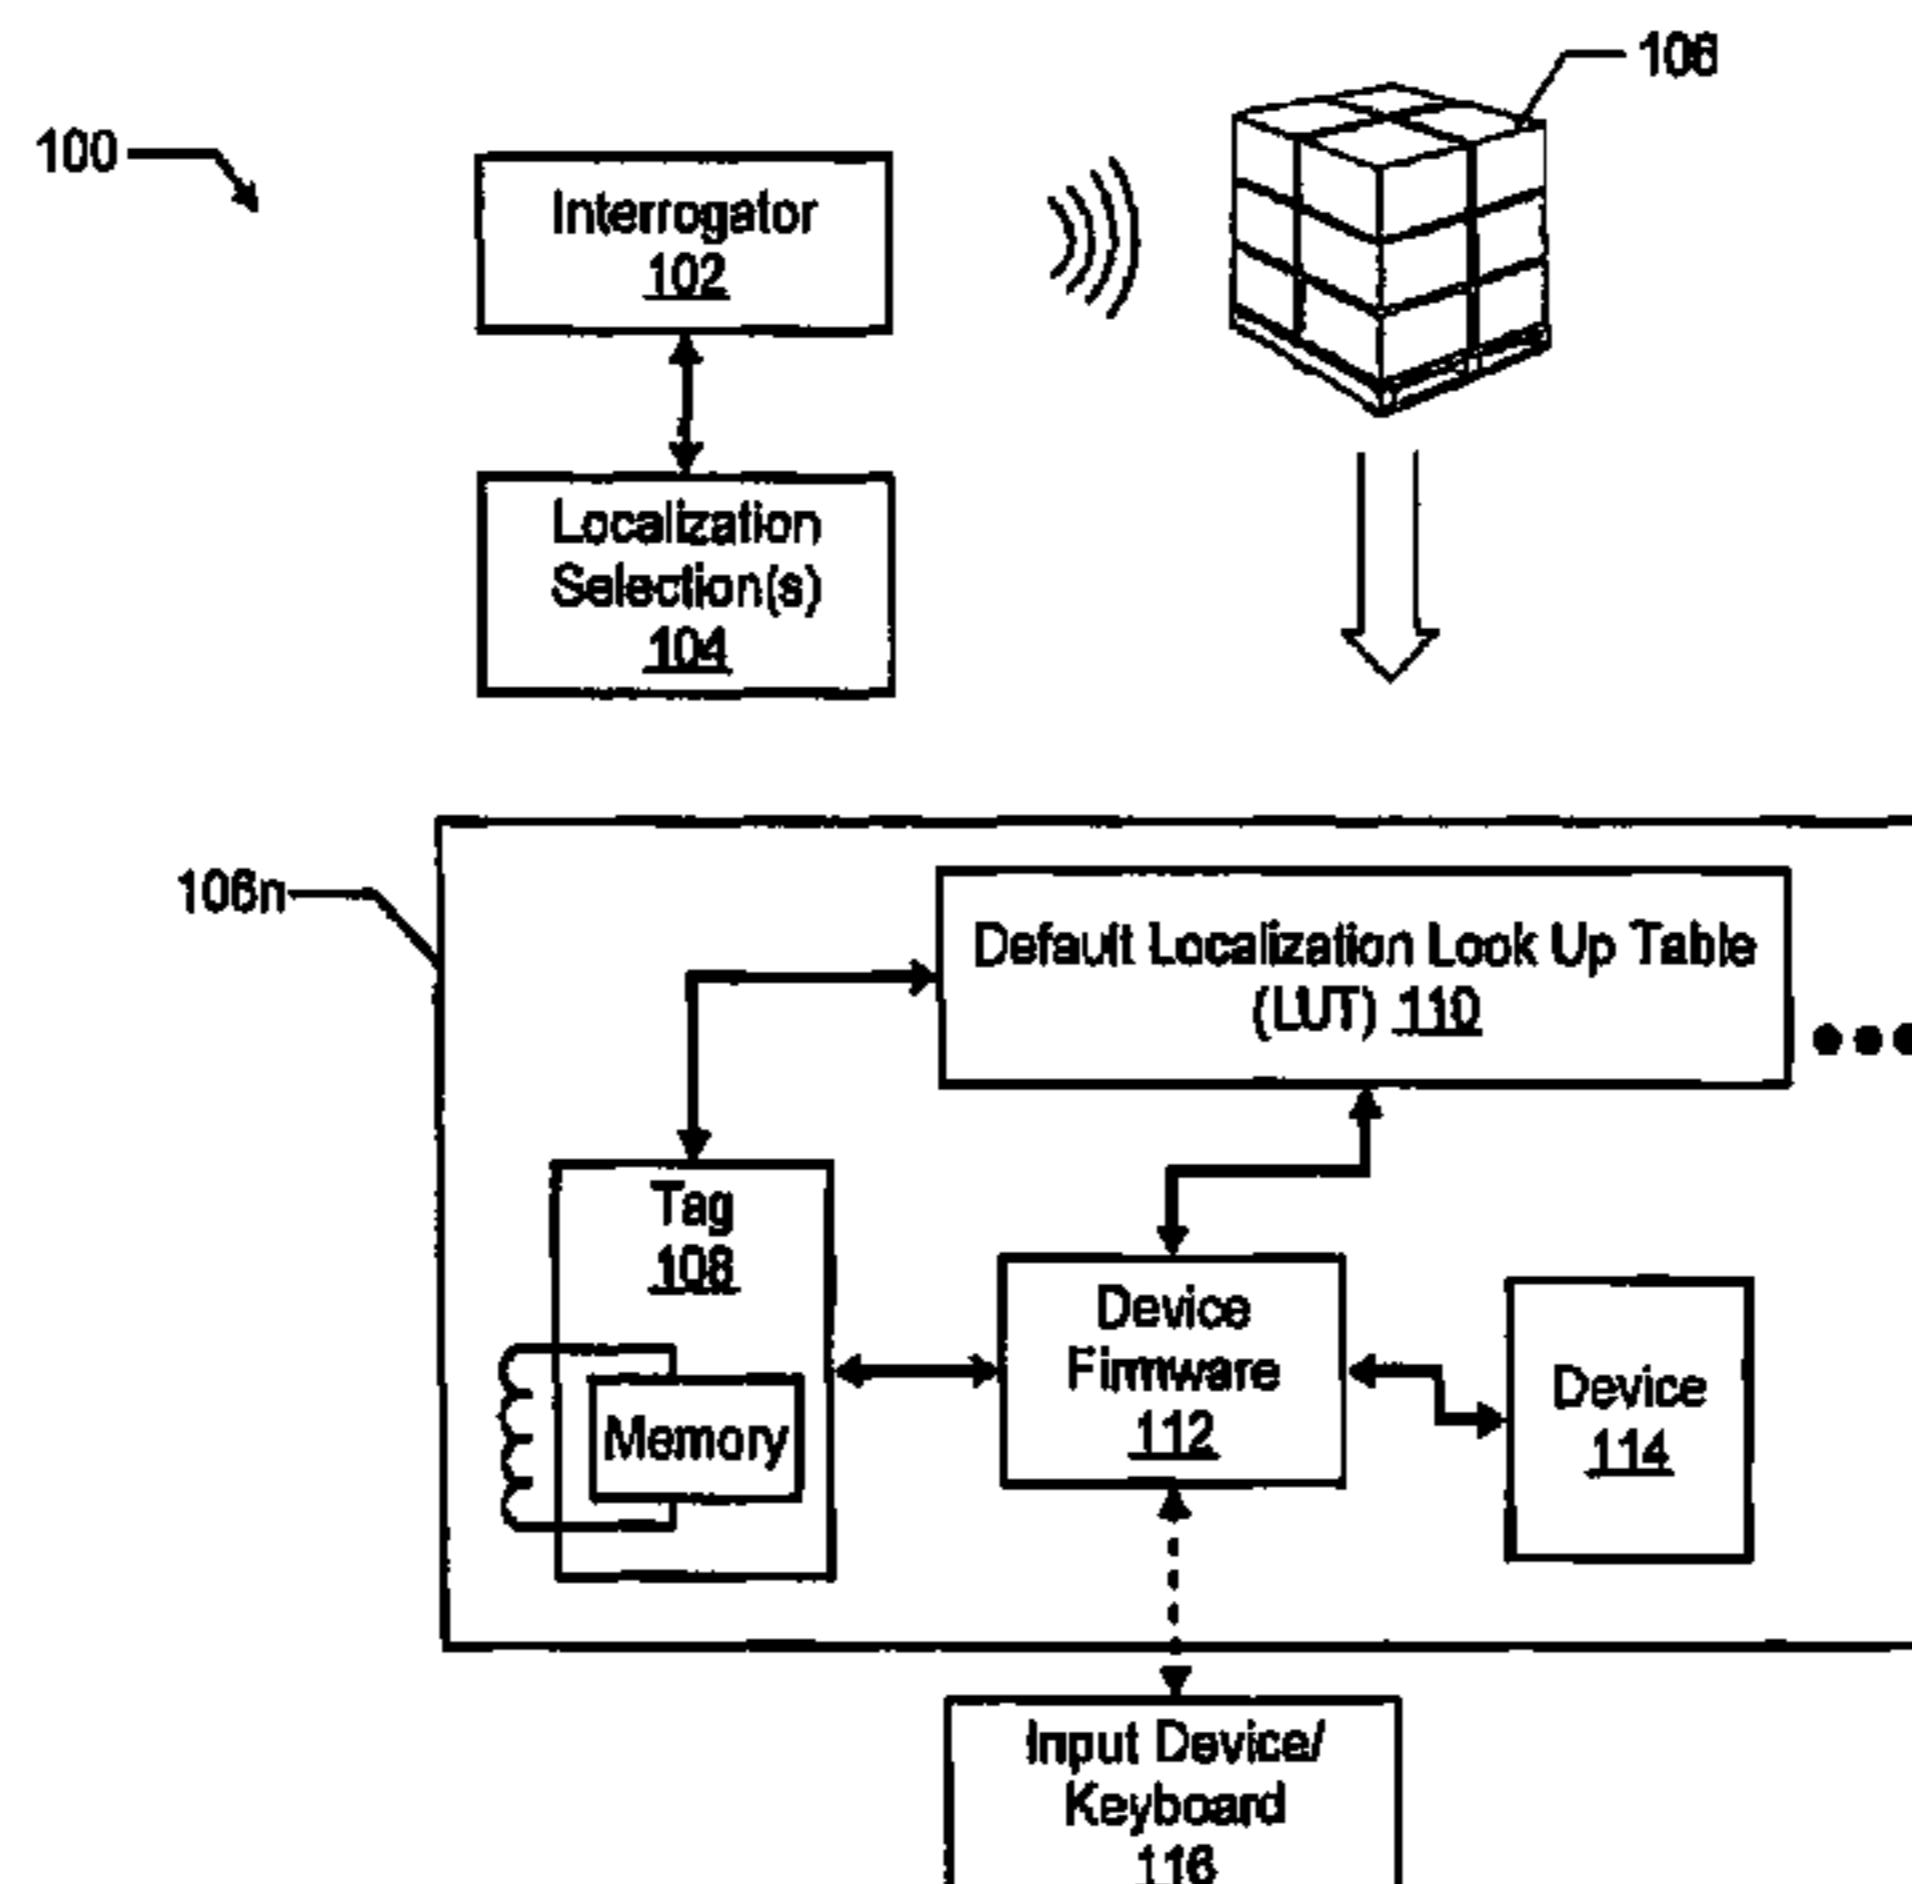 106
100
Interrogator
102
Localization
Selection(s)
104
106n
Default Localization Look Up Table
(LUT) 110
Tag
108
Memory
Device
Firmware
112
Device
114
Input Device/
Keyboard
116